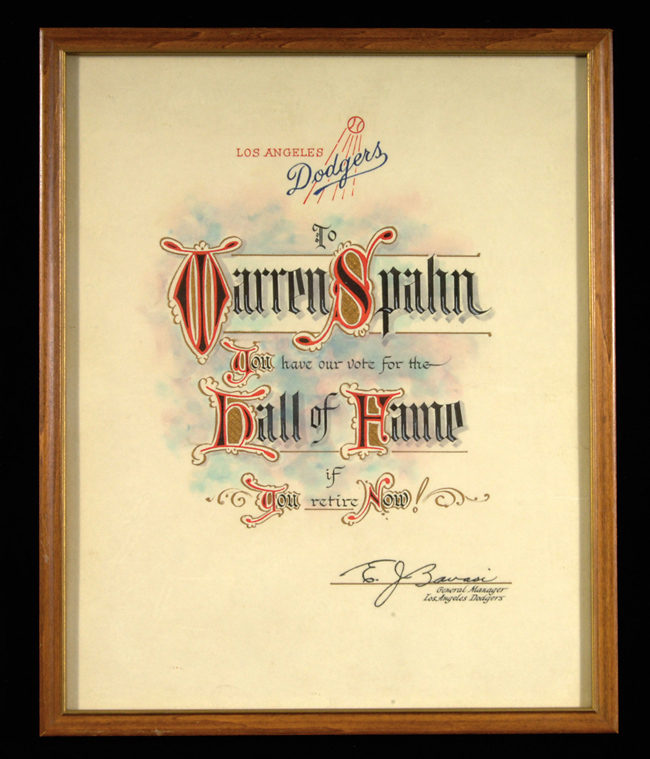 LOS ANGELES Dodgers
To
Warren Spahn
You have our vote for the
Hall of Fame
if
You retire Now!
E. J. Bavasi
General Manager
Los Angeles Dodgers